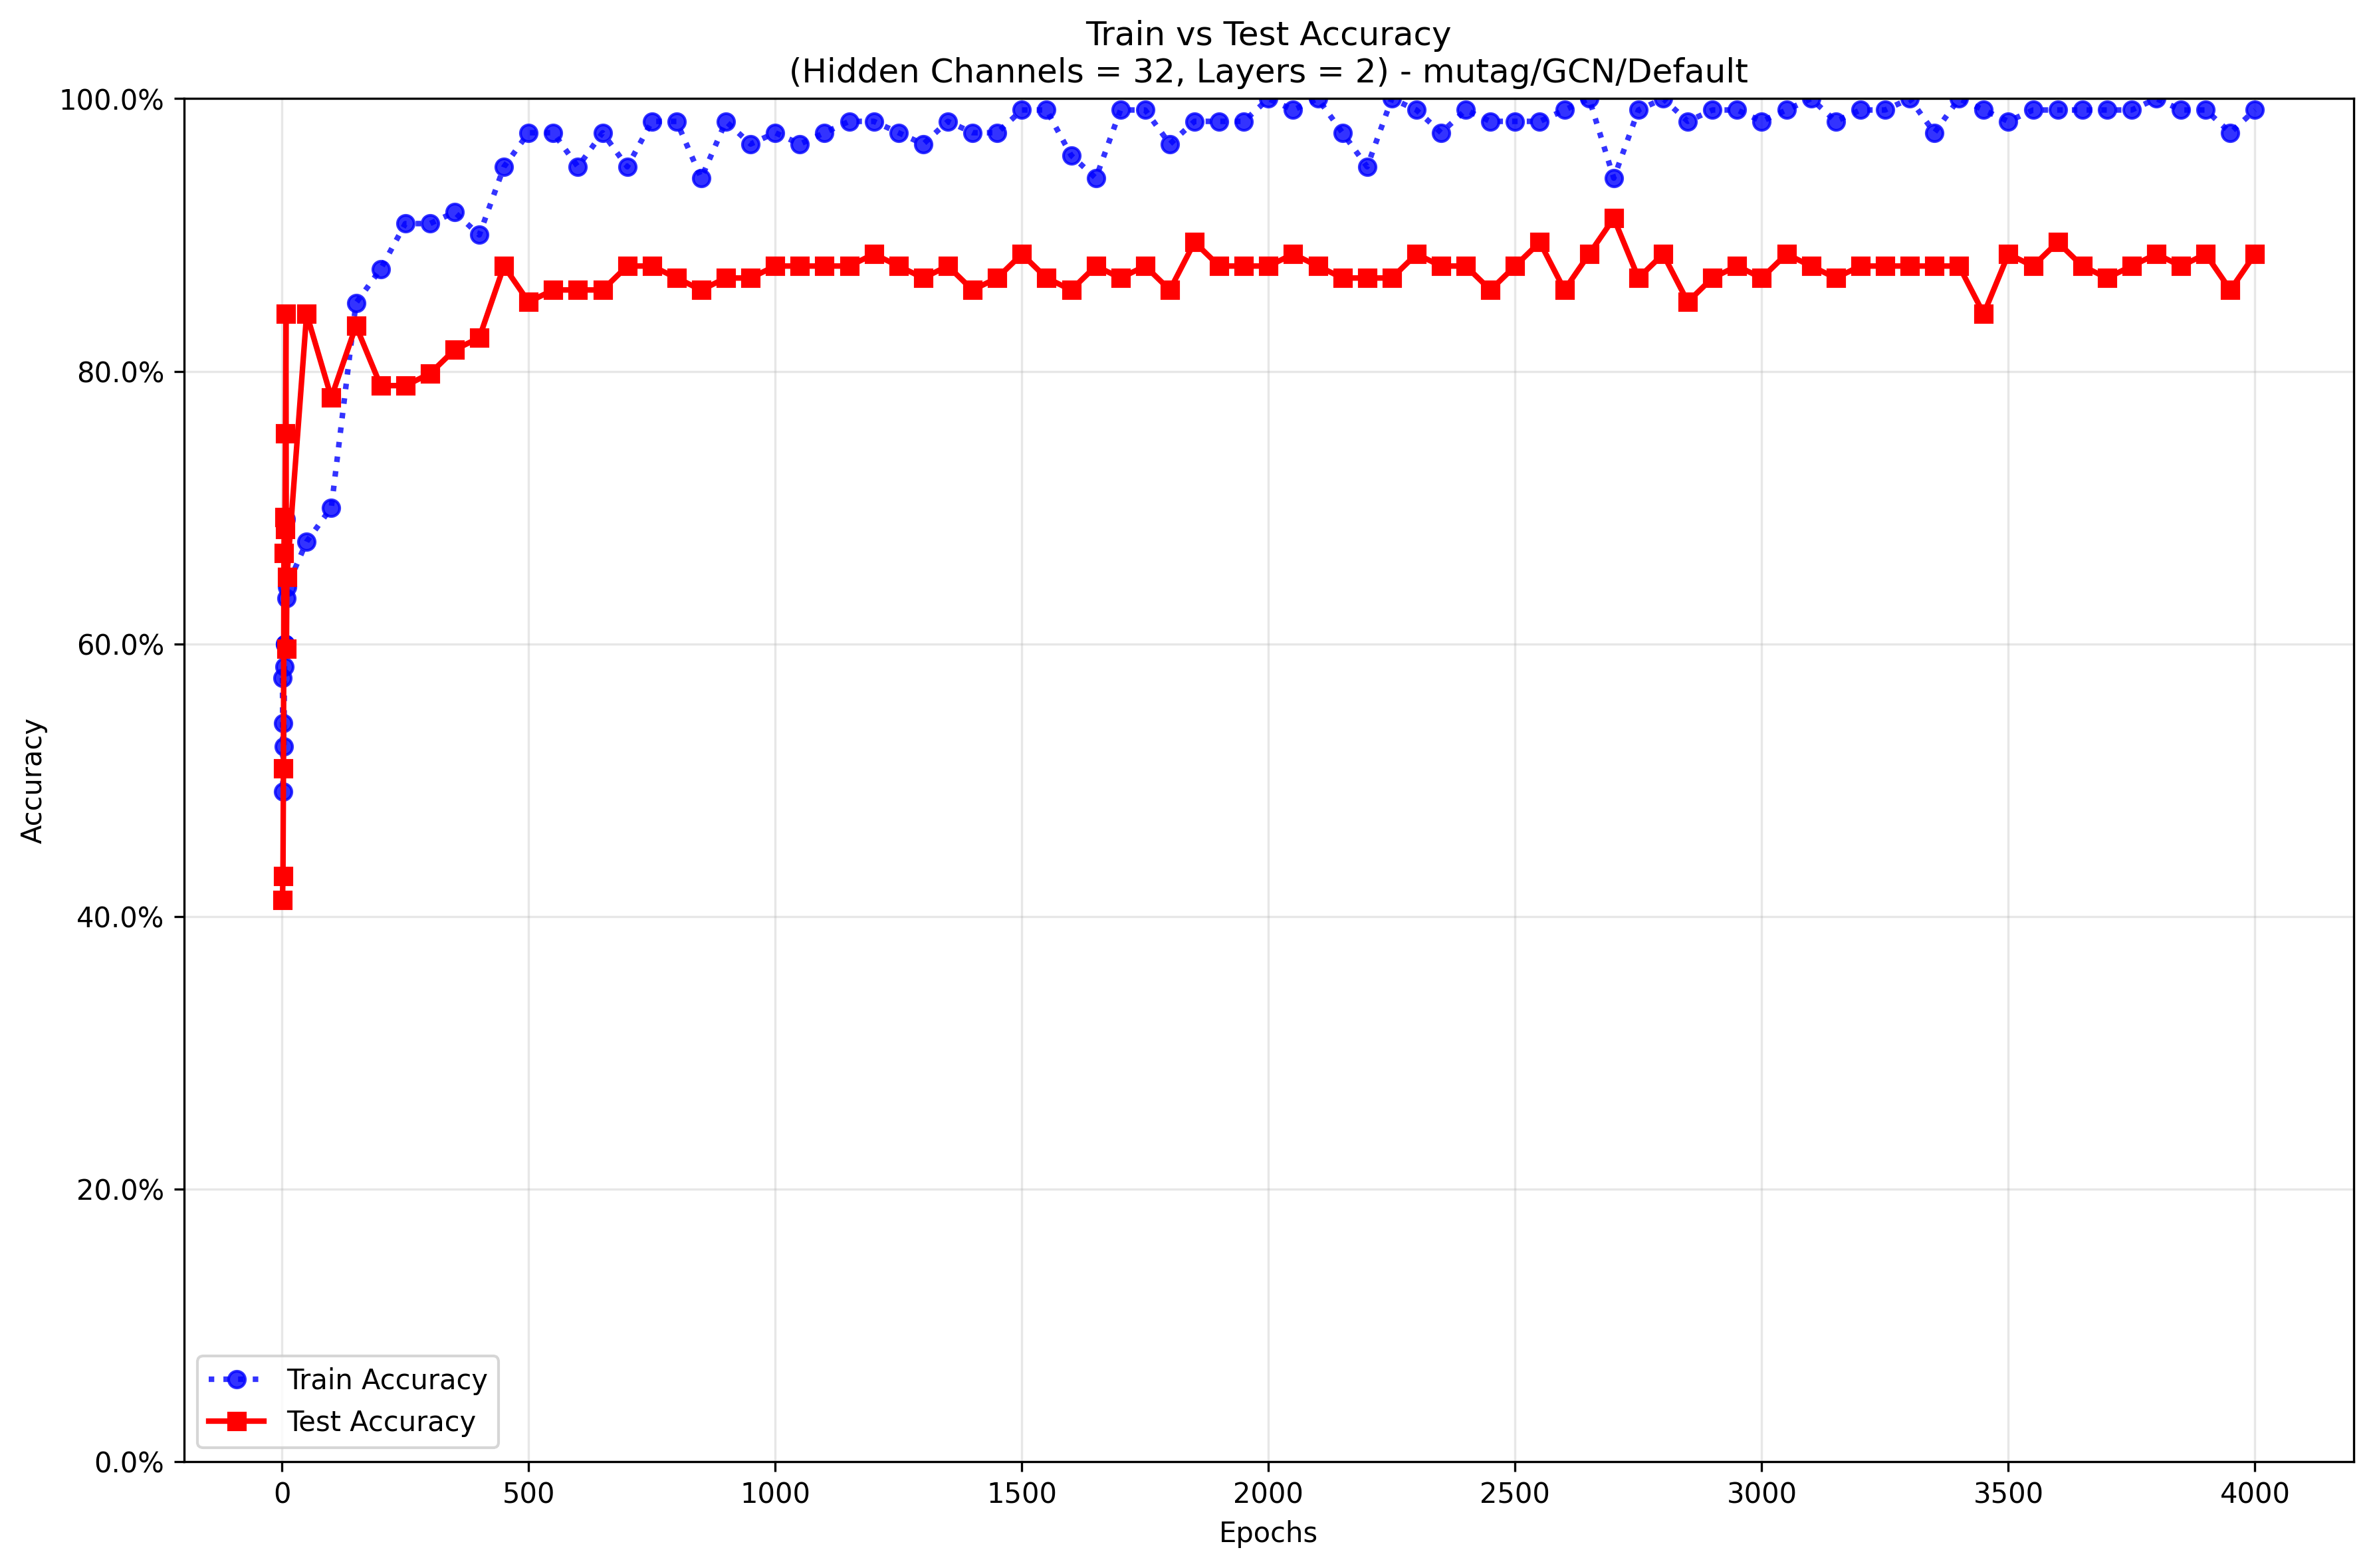 Train vs Test Accuracy
(Hidden Channels = 32, Layers = 2) - mutag/GCN/Default
100.0%
80.0%
60.0%
40.0%
20.0%
0.0%
Accuracy
Train Accuracy
Test Accuracy
0 500 1000 1500 2000 2500 3000 3500 4000
Epochs